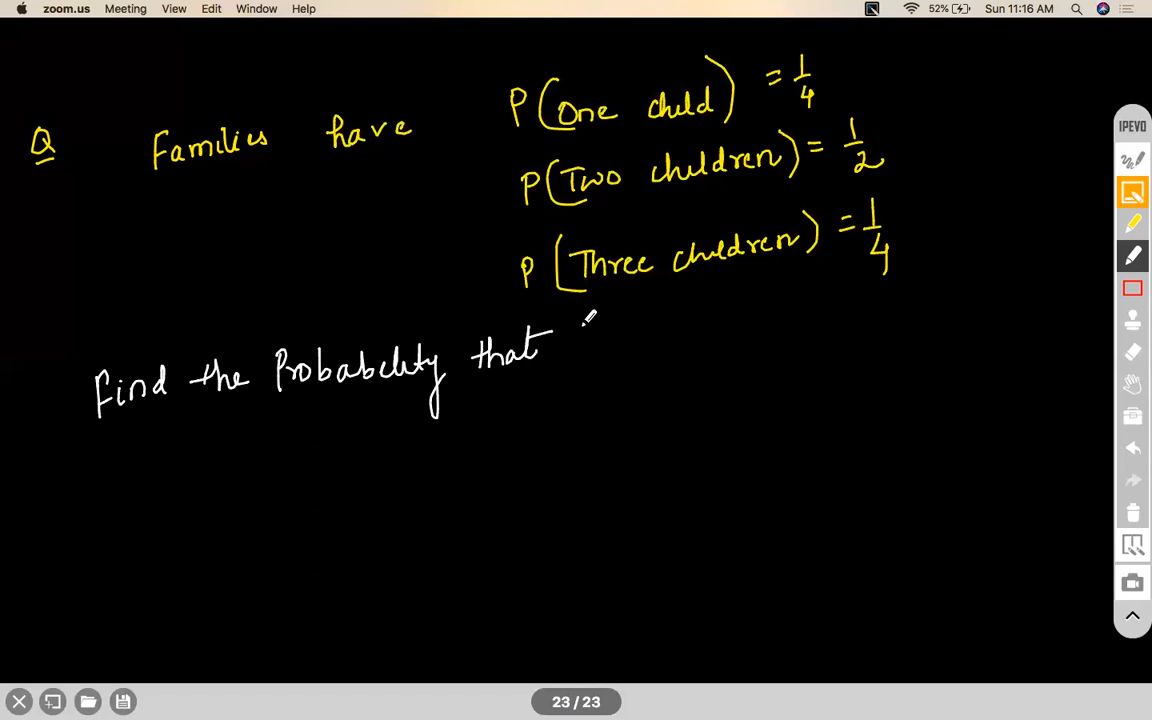 zoom.us Meeting View Edit Window Help 52% Sun 11:16 AM
IPEVO
P(One child) = 1/4
Q Families have
P(Two children) = 1/2
P(Three children) = 1/4
Find the Probability that
23 / 23